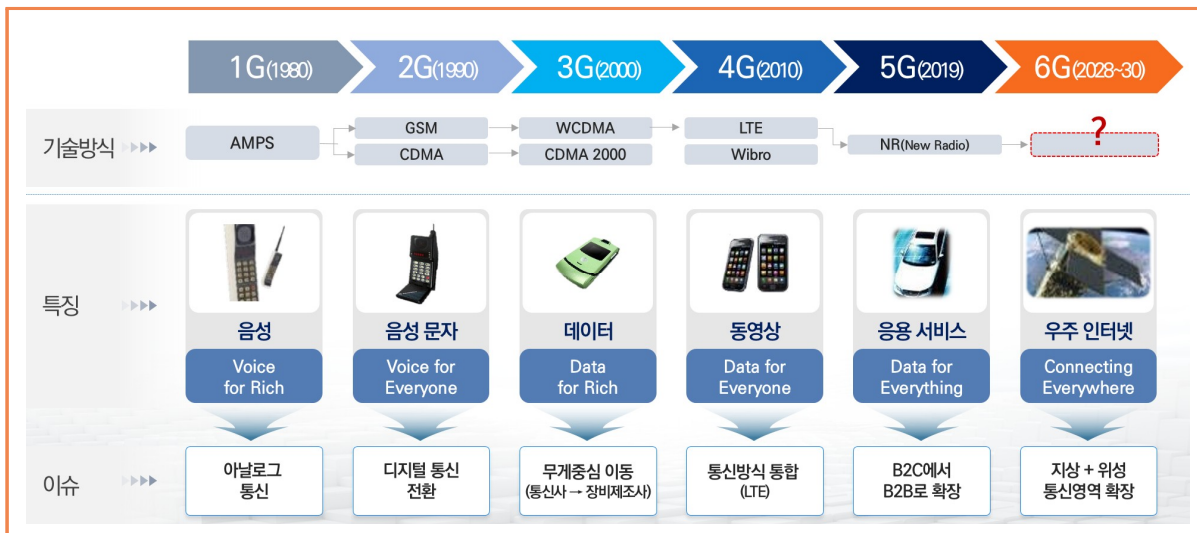 1G(1980)
2G(1990)
3G(2000)
4G(2010)
5G(2019)
6G(2028~30)
기술방식
AMPS
GSM
CDMA
WCDMA
CDMA 2000
LTE
Wibro
NR(New Radio)
?
특징
음성
Voice
for Rich
음성 문자
Voice for
Everyone
데이터
Data
for Rich
동영상
Data for
Everyone
응용 서비스
Data for
Everything
우주 인터넷
Connecting
Everywhere
이슈
아날로그
통신
디지털 통신
전환
무게중심 이동
(통신사 → 장비제조사)
통신방식 통합
(LTE)
B2C에서
B2B로 확장
지상 + 위성
통신영역 확장